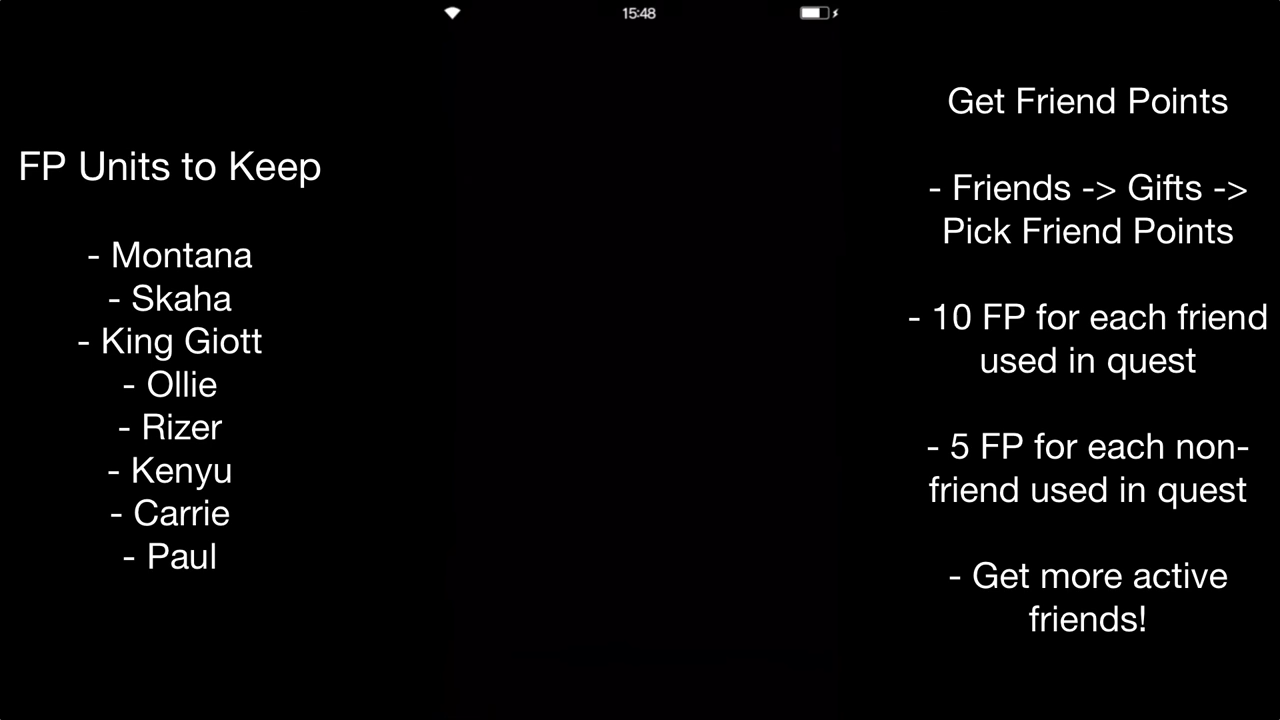 15:48
FP Units to Keep
- Montana
- Skaha
- King Giott
- Ollie
- Rizer
- Kenyu
- Carrie
- Paul
Get Friend Points
- Friends -> Gifts ->
Pick Friend Points
- 10 FP for each friend
used in quest
- 5 FP for each non-
friend used in quest
- Get more active
friends!